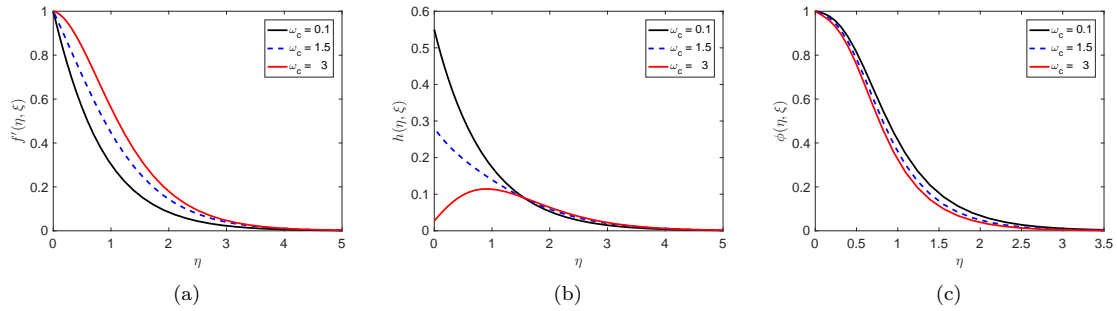 ω_c = 0.1
ω_c = 1.5
ω_c = 3
f′(η, ξ)
1
0.8
0.6
0.4
0.2
0
0 1 2 3 4 5
η
(a)
ω_c = 0.1
ω_c = 1.5
ω_c = 3
h(η, ξ)
0.6
0.5
0.4
0.3
0.2
0.1
0
0 1 2 3 4 5
η
(b)
ω_c = 0.1
ω_c = 1.5
ω_c = 3
ϕ(η, ξ)
1
0.8
0.6
0.4
0.2
0
0 0.5 1 1.5 2 2.5 3 3.5
η
(c)